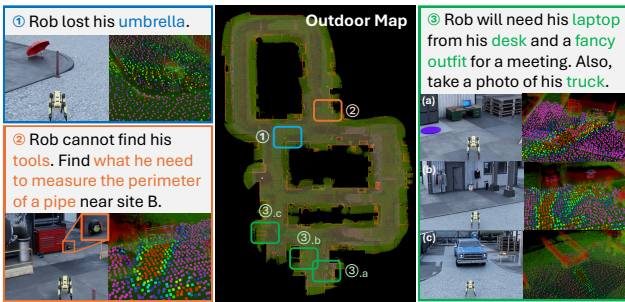 ① Rob lost his umbrella.
② Rob cannot find his
tools. Find what he need
to measure the perimeter
of a pipe near site B.
Outdoor Map
①
②
③.c
③.b
③.a
③ Rob will need his laptop
from his desk and a fancy
outfit for a meeting. Also,
take a photo of his truck.
(a)
(b)
(c)